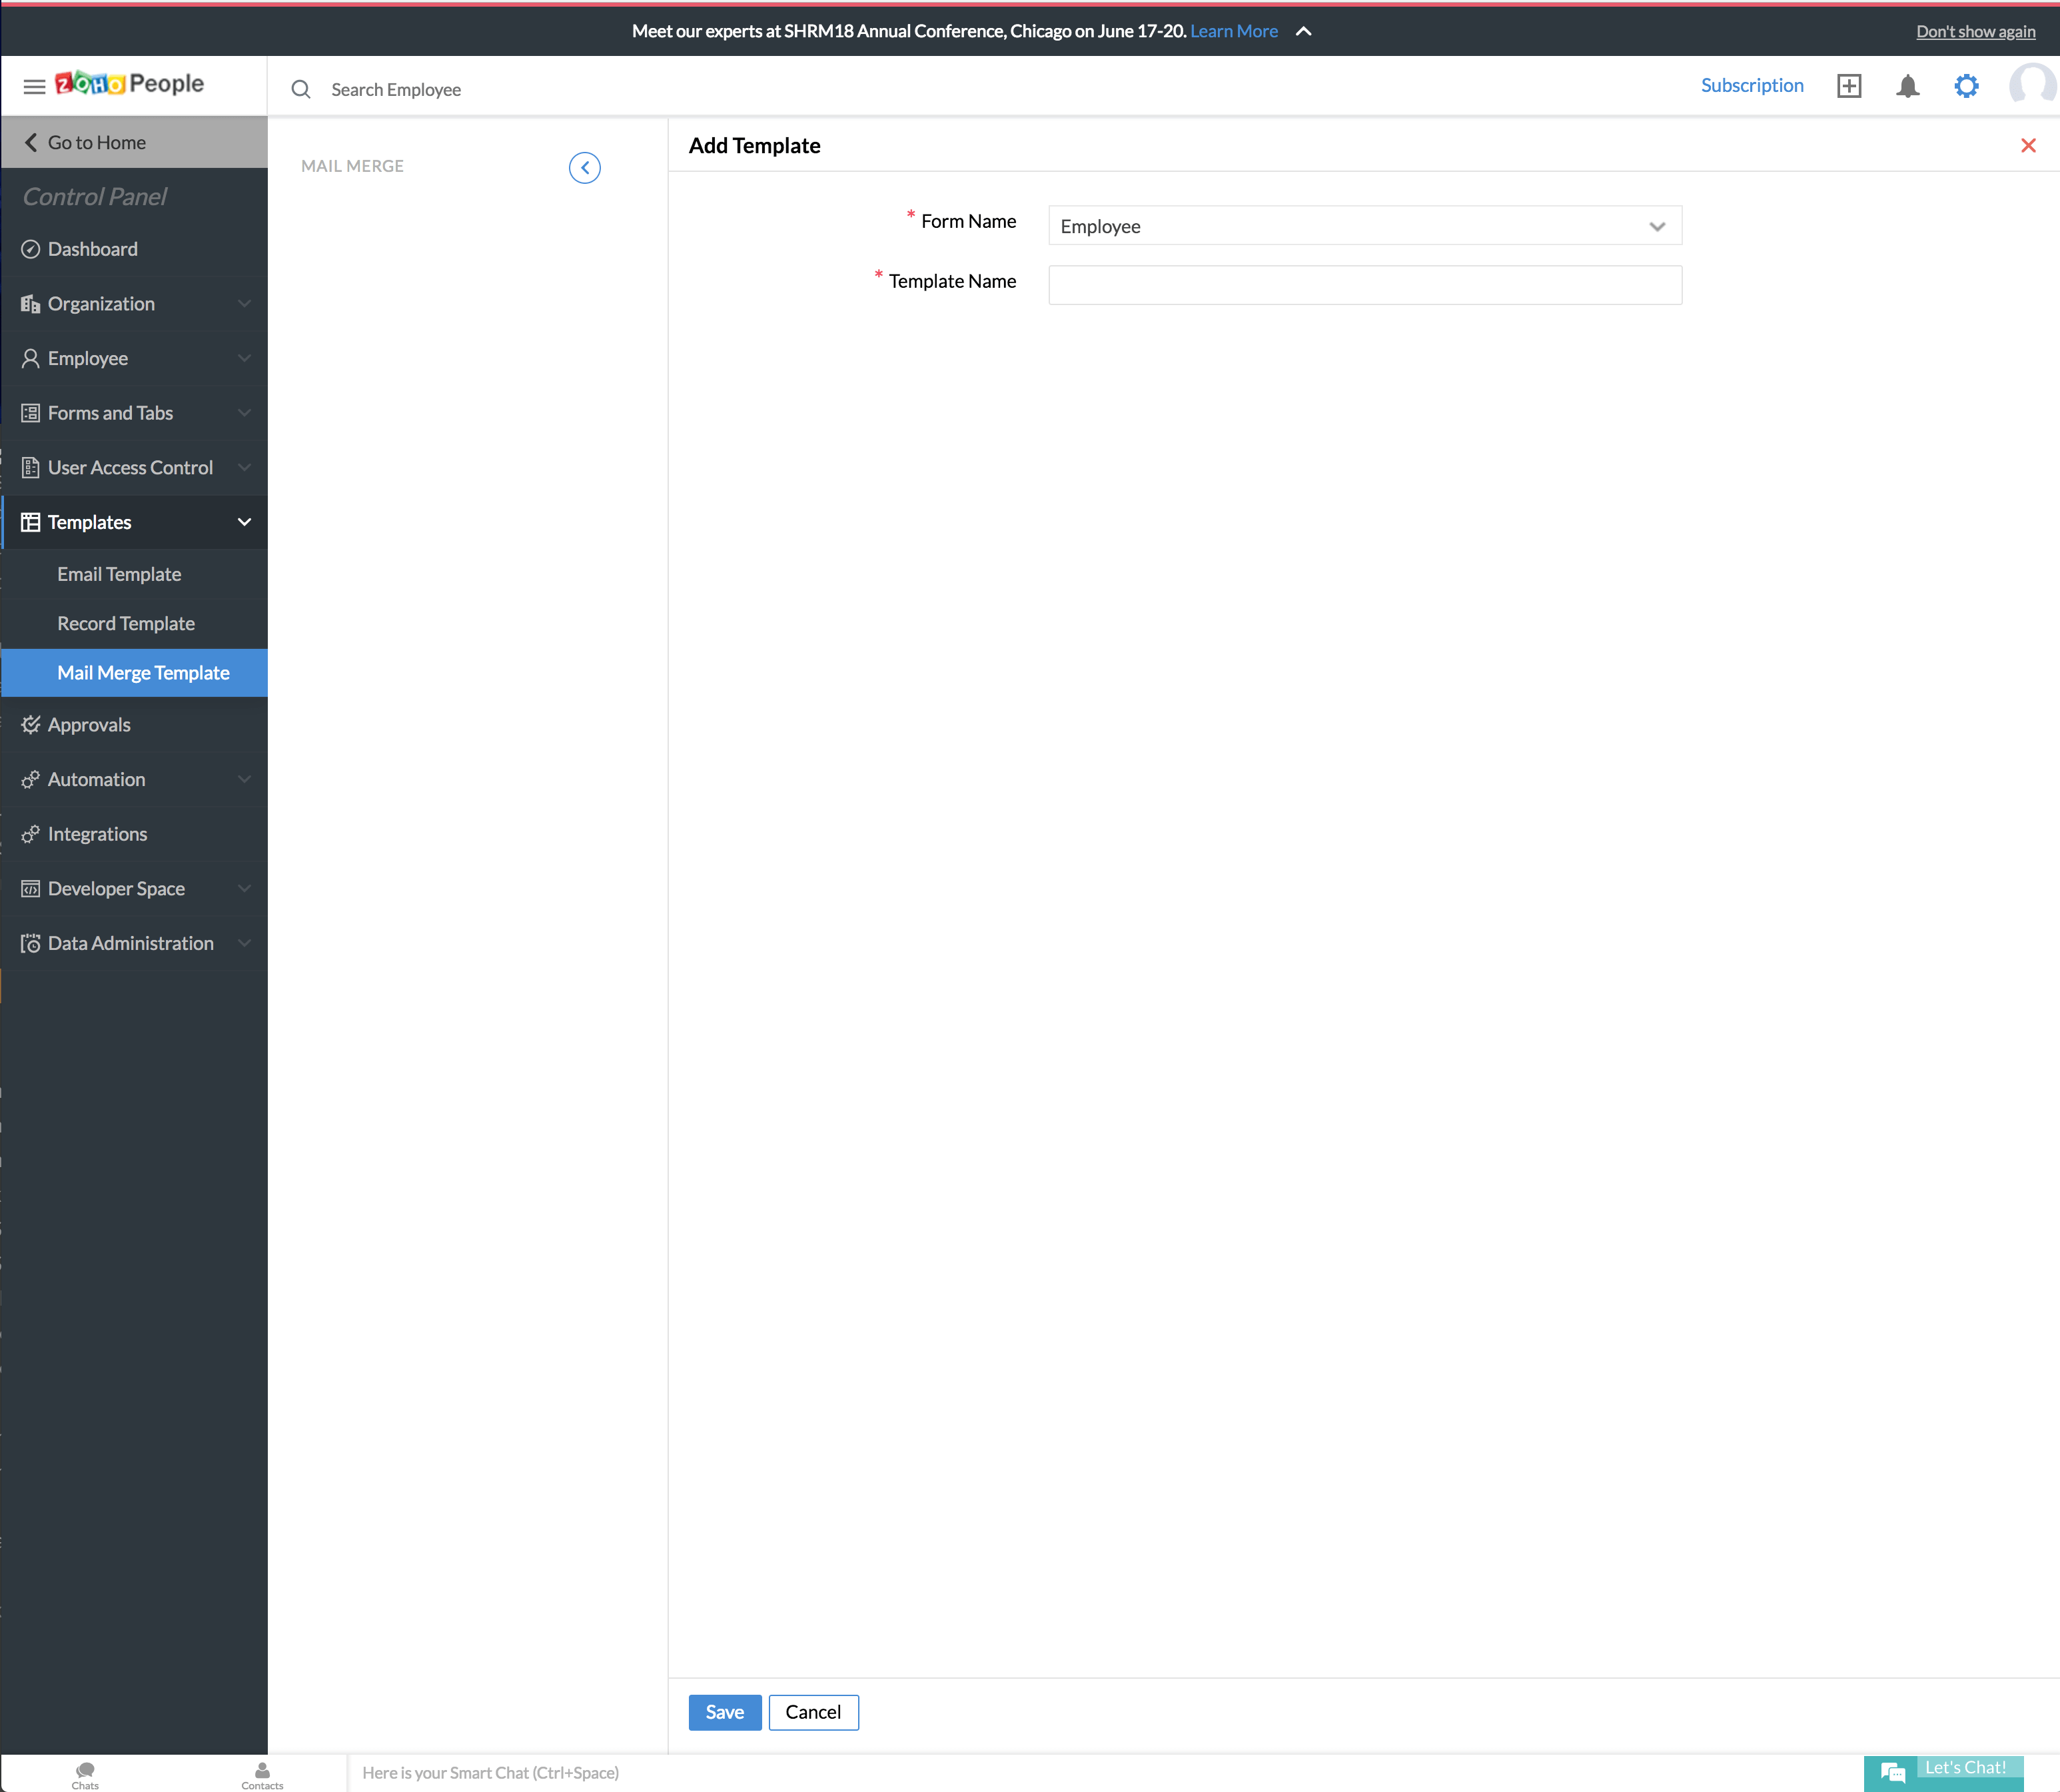 Meet our experts at SHRM18 Annual Conference, Chicago on June 17-20. Learn More
Don't show again
ZOHO People
Search Employee
Subscription
Go to Home
Control Panel
Dashboard
Organization
Employee
Forms and Tabs
User Access Control
Templates
Email Template
Record Template
Mail Merge Template
Approvals
Automation
Integrations
Developer Space
Data Administration
MAIL MERGE
Add Template
* Form Name
Employee
* Template Name
Save
Cancel
Chats
Contacts
Here is your Smart Chat (Ctrl+Space)
Let's Chat!